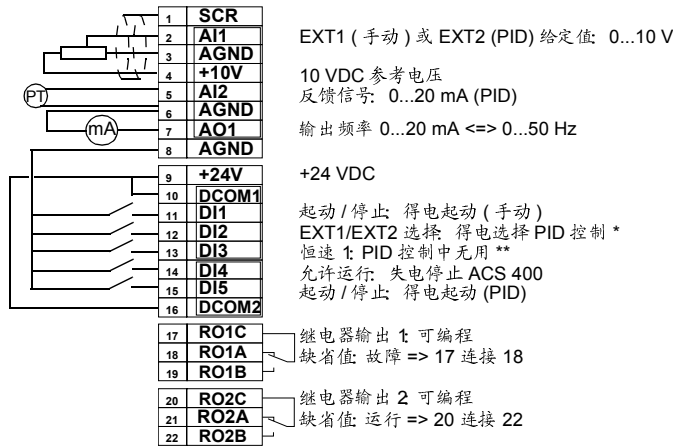 1 SCR
2 AI1 EXT1 ( 手动 ) 或 EXT2 (PID) 给定值: 0...10 V
3 AGND
4 +10V 10 VDC 参考电压
PT 5 AI2 反馈信号: 0...20 mA (PID)
6 AGND
mA 7 AO1 输出频率 0...20 mA <=> 0...50 Hz
8 AGND
9 +24V +24 VDC
10 DCOM1
11 DI1 起动 / 停止: 得电起动 ( 手动 )
12 DI2 EXT1/EXT2 选择: 得电选择 PID 控制 *
13 DI3 恒速 1: PID 控制中无用 **
14 DI4 允许运行: 失电停止 ACS 400
15 DI5 起动 / 停止: 得电起动 (PID)
16 DCOM2
17 RO1C 继电器输出 1: 可编程
18 RO1A 缺省值: 故障 => 17 连接 18
19 RO1B
20 RO2C 继电器输出 2: 可编程
21 RO2A 缺省值: 运行 => 20 连接 22
22 RO2B